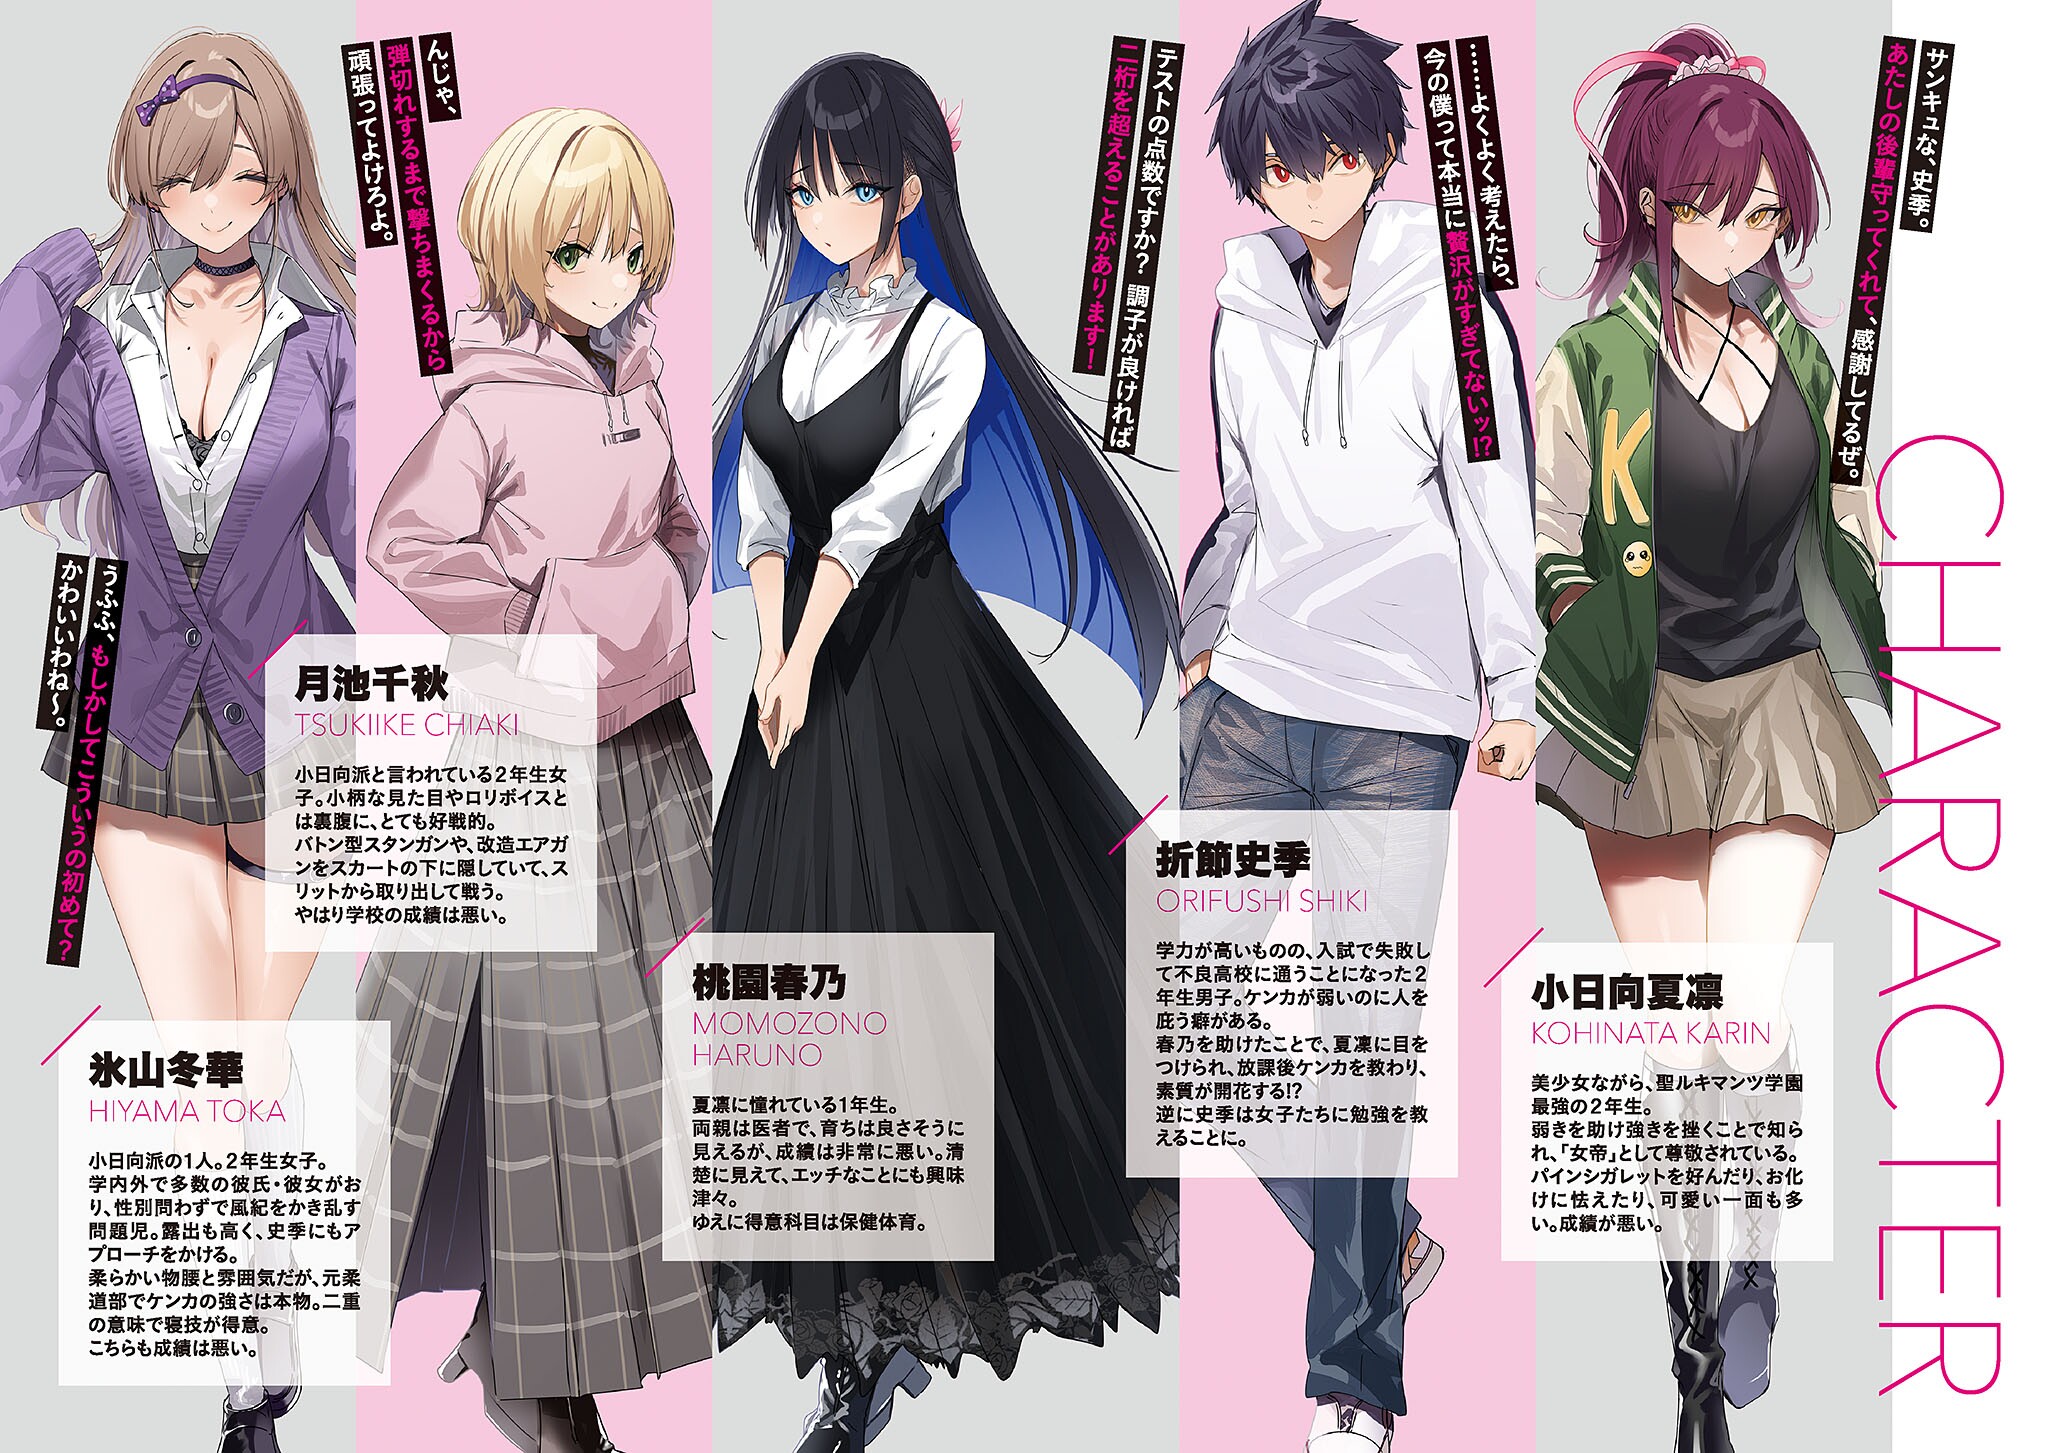 CHARACTER
サンキュな、史季。
あたしの後輩守ってくれて、感謝してるぜ。
小日向夏凛
KOHINATA KARIN
美少女ながら、聖ルキマンツ学園
最強の2年生。
弱きを助け強きを挫くことで知ら
れ、「女帝」として尊敬されている。
パインシガレットを好んだり、お化
けに怯えたり、可愛い一面も多
い。成績が悪い。
……よくよく考えたら、
今の僕って本当に贅沢がすぎてないッ!?
折節史季
ORIFUSHI SHIKI
学力が高いものの、入試で失敗し
て不良高校に通うことになった2
年生男子。ケンカが弱いのに人を
庇う癖がある。
春乃を助けたことで、夏凛に目を
つけられ、放課後ケンカを教わり、
素質が開花する!?
逆に史季は女子たちに勉強を教
えることに。
テストの点数ですか? 調子が良ければ
二桁を超えることがあります!
桃園春乃
MOMOZONO
HARUNO
夏凛に憧れている1年生。
両親は医者で、育ちは良さそうに
見えるが、成績は非常に悪い。清
楚に見えて、エッチなことにも興味
津々。
ゆえに得意科目は保健体育。
んじゃ、
弾切れするまで撃ちまくるから
頑張ってよけろよ。
月池千秋
TSUKIIKE CHIAKI
小日向派と言われている2年生女
子。小柄な見た目やロリボイスと
は裏腹に、とても好戦的。
バトン型スタンガンや、改造エアガ
ンをスカートの下に隠していて、ス
リットから取り出して戦う。
やはり学校の成績は悪い。
うふふ、もしかしてこういうの初めて?
かわいいわね〜。
氷山冬華
HIYAMA TOKA
小日向派の1人。2年生女子。
学内外で多数の彼氏・彼女がお
り、性別問わずで風紀をかき乱す
問題児。露出も高く、史季にもア
プローチをかける。
柔らかい物腰と雰囲気だが、元柔
道部でケンカの強さは本物。二重
の意味で寝技が得意。
こちらも成績は悪い。
K